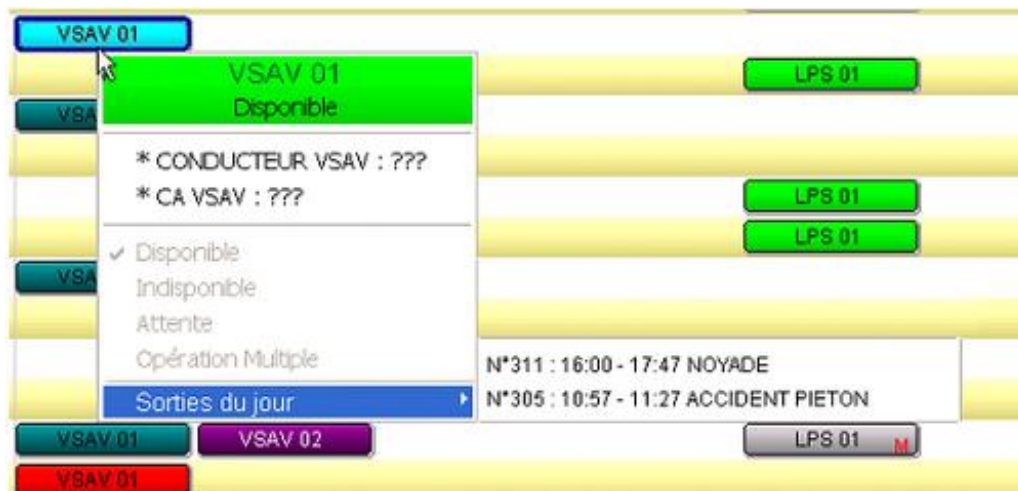 VSAV 01
VSAV 01
Disponible
LPS 01
VSA
* CONDUCTEUR VSAV : ???
* CA VSAV : ???
LPS 01
LPS 01
✓ Disponible
VSA
Indisponible
Attente
Opération Multiple
N°311 : 16:00 - 17:47 NOYADE
Sorties du jour
N°305 : 10:57 - 11:27 ACCIDENT PIETON
VSAV 01
VSAV 02
LPS 01 M
VSAV 01